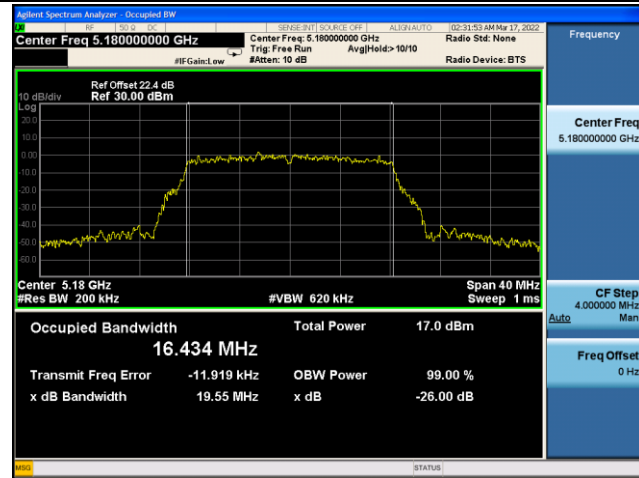 Agilent Spectrum Analyzer - Occupied BW
RF 50 Ω DC SENSE:INT SOURCE OFF ALIGN AUTO 02:31:53 AM Mar 17, 2022
Center Freq 5.180000000 GHz
Center Freq: 5.180000000 GHz Radio Std: None
Trig: Free Run Avg|Hold:> 10/10
#IFGain:Low #Atten: 10 dB Radio Device: BTS
Ref Offset 22.4 dB
10 dB/div Ref 30.00 dBm
Log
20.0
10.0
0.00
-10.0
-20.0
-30.0
-40.0
-50.0
-60.0
Center 5.18 GHz Span 40 MHz
#Res BW 200 kHz #VBW 620 kHz Sweep 1 ms
Occupied Bandwidth Total Power 17.0 dBm
16.434 MHz
Transmit Freq Error -11.919 kHz OBW Power 99.00 %
x dB Bandwidth 19.55 MHz x dB -26.00 dB
Frequency
Center Freq
5.180000000 GHz
CF Step
4.000000 MHz
Auto Man
Freq Offset
0 Hz
MSG STATUS